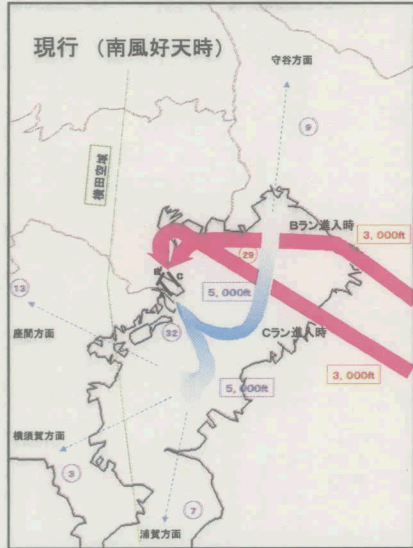 現行 (南風好天時)
守谷方面
9
横田空域
Bラン進入時
3,000ft
29
B C
5,000ft
13
座間方面
32
Cラン進入時
3,000ft
5,000ft
横須賀方面
3
7
浦賀方面